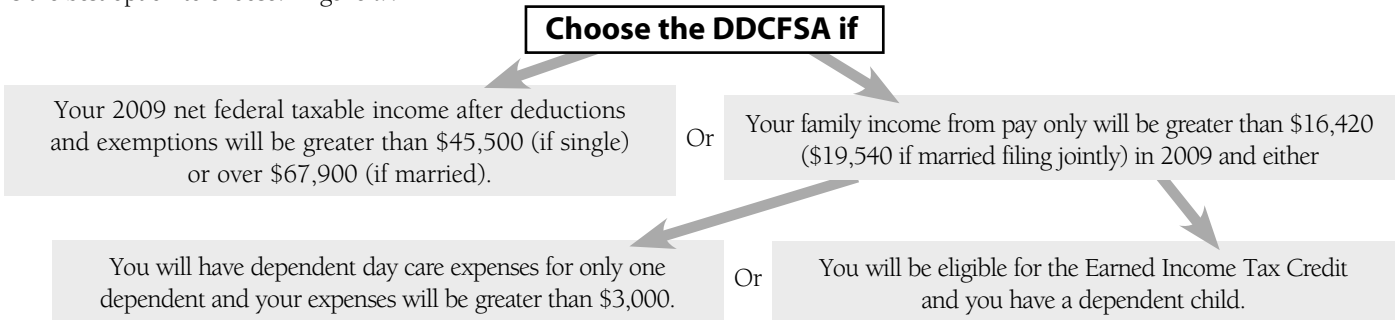 Choose the DDCFSA if
Your 2009 net federal taxable income after deductions
and exemptions will be greater than $45,500 (if single)
or over $67,900 (if married).
Or
Your family income from pay only will be greater than $16,420
($19,540 if married filing jointly) in 2009 and either
You will have dependent day care expenses for only one
dependent and your expenses will be greater than $3,000.
Or
You will be eligible for the Earned Income Tax Credit
and you have a dependent child.